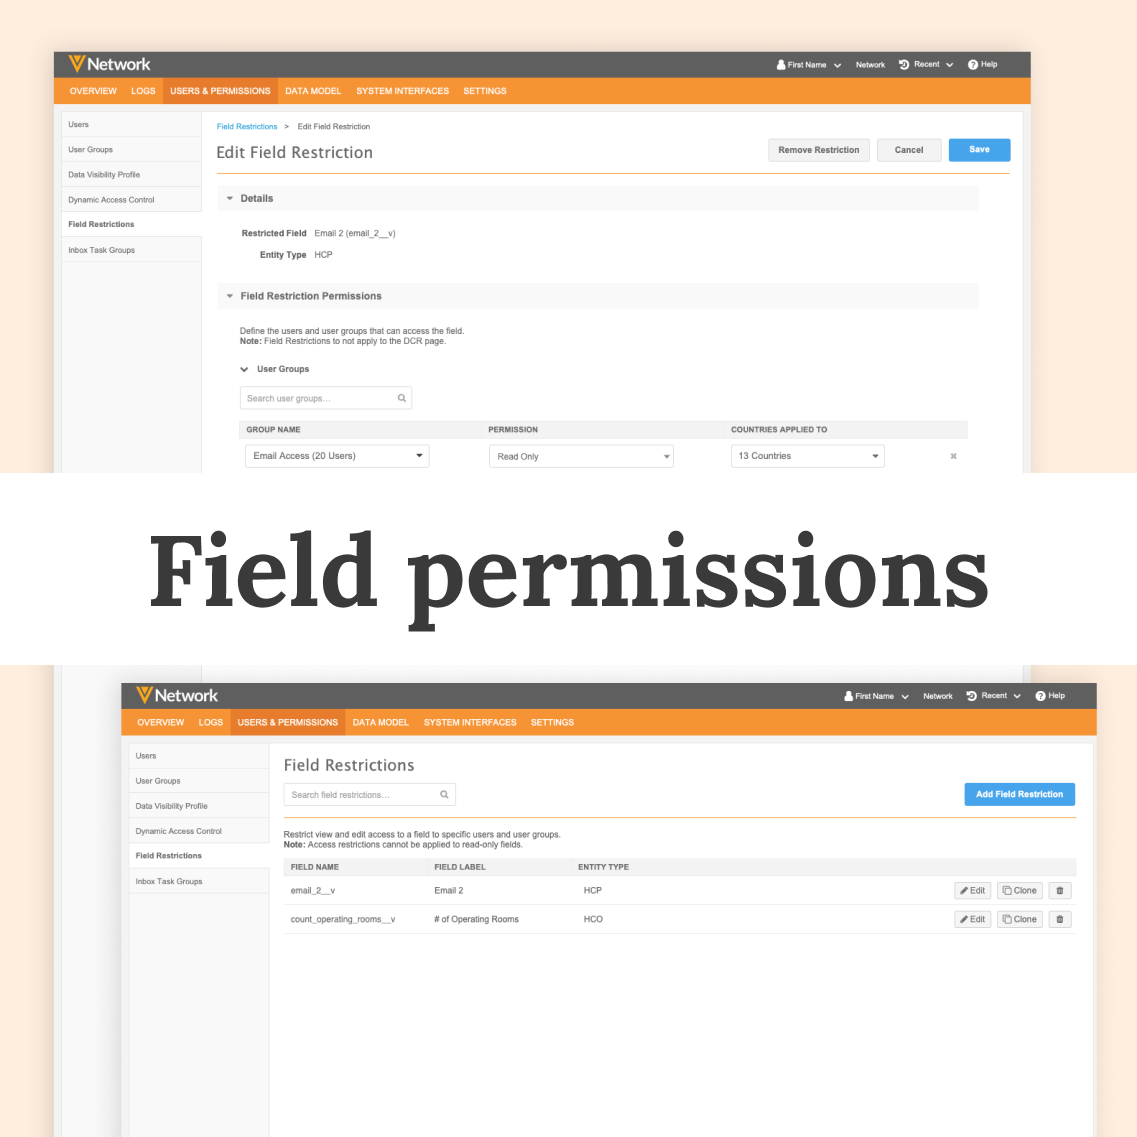 Network
First Name Network Recent Help
OVERVIEW LOGS USERS & PERMISSIONS DATA MODEL SYSTEM INTERFACES SETTINGS
Users
User Groups
Data Visibility Profile
Dynamic Access Control
Field Restrictions
Inbox Task Groups
Field Restrictions > Edit Field Restriction
Edit Field Restriction
Remove Restriction Cancel Save
Details
Restricted Field Email 2 (email_2__v)
Entity Type HCP
Field Restriction Permissions
Define the users and user groups that can access the field.
Note: Field Restrictions to not apply to the DCR page.
User Groups
Search user groups...
GROUP NAME PERMISSION COUNTRIES APPLIED TO
Email Access (20 Users) Read Only 13 Countries
Field permissions
Network
First Name Network Recent Help
OVERVIEW LOGS USERS & PERMISSIONS DATA MODEL SYSTEM INTERFACES SETTINGS
Users
User Groups
Data Visibility Profile
Dynamic Access Control
Field Restrictions
Inbox Task Groups
Field Restrictions
Search field restrictions...
Add Field Restriction
Restrict view and edit access to a field to specific users and user groups.
Note: Access restrictions cannot be applied to read-only fields.
FIELD NAME FIELD LABEL ENTITY TYPE
email_2__v Email 2 HCP Edit Clone
count_operating_rooms__v # of Operating Rooms HCO Edit Clone